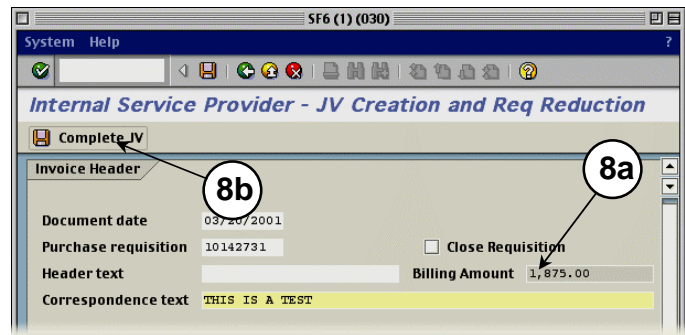 SF6 (1) (030)
System Help ?
Internal Service Provider - JV Creation and Req Reduction
Complete JV
Invoice Header
8b
8a
Document date 03/20/2001
Purchase requisition 10142731 Close Requisition
Header text Billing Amount 1,875.00
Correspondence text THIS IS A TEST